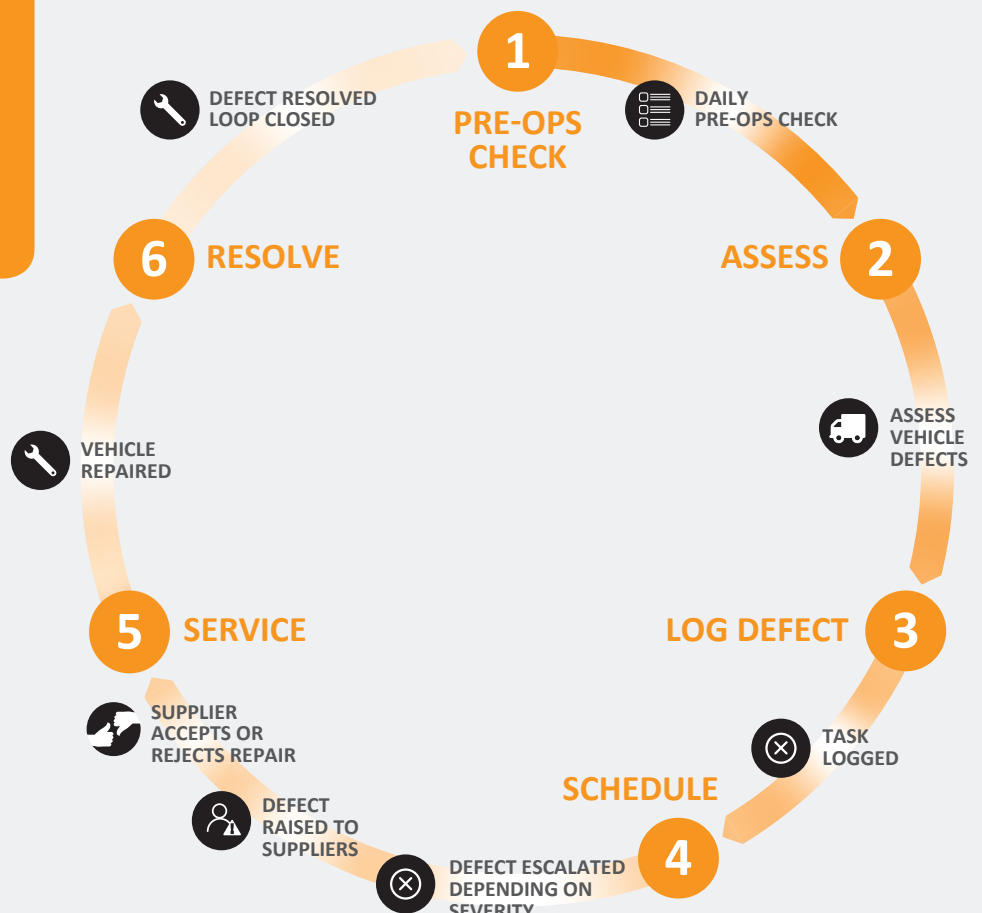 1
PRE-OPS
CHECK
DAILY
PRE-OPS CHECK
ASSESS
2
ASSESS
VEHICLE
DEFECTS
LOG DEFECT
3
TASK
LOGGED
SCHEDULE
4
DEFECT ESCALATED
DEPENDING ON
SEVERITY
DEFECT
RAISED TO
SUPPLIERS
SUPPLIER
ACCEPTS OR
REJECTS REPAIR
5
SERVICE
VEHICLE
REPAIRED
6
RESOLVE
DEFECT RESOLVED
LOOP CLOSED